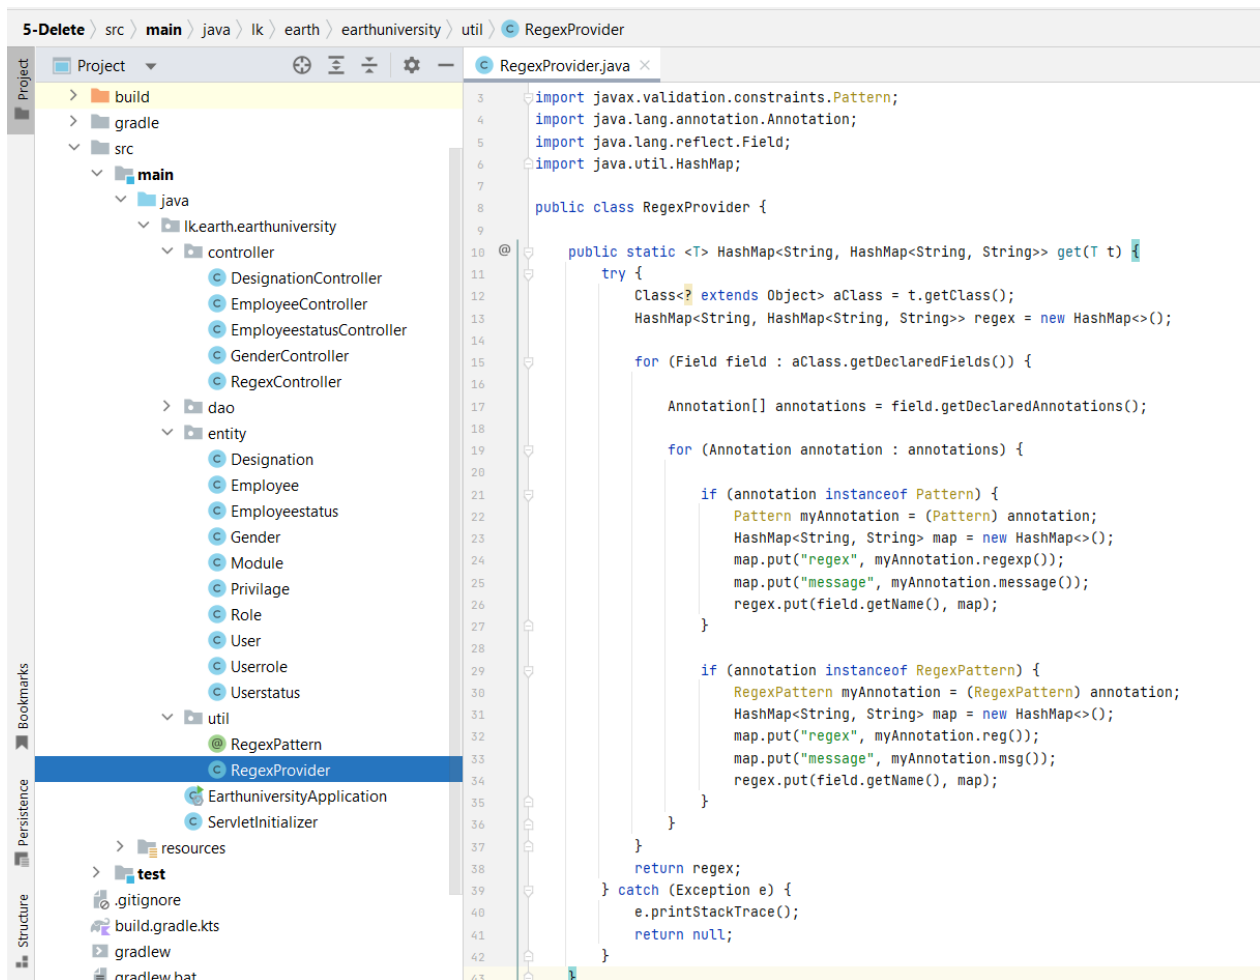 5-Delete 〉 src 〉 main 〉 java 〉 lk 〉 earth 〉 earthuniversity 〉 util 〉 C RegexProvider
Project
Project
build
gradle
src
main
java
lk.earth.earthuniversity
controller
C DesignationController
C EmployeeController
C EmployeestatusController
C GenderController
C RegexController
dao
entity
C Designation
C Employee
C Employeestatus
C Gender
C Module
C Privilage
C Role
C User
C Userrole
C Userstatus
util
@ RegexPattern
C RegexProvider
EarthuniversityApplication
C ServletInitializer
resources
test
.gitignore
build.gradle.kts
gradlew
gradlew.bat
Bookmarks
Persistence
Structure
C RegexProvider.java ×
3 import javax.validation.constraints.Pattern;
4 import java.lang.annotation.Annotation;
5 import java.lang.reflect.Field;
6 import java.util.HashMap;
7
8 public class RegexProvider {
9
10 @ public static <T> HashMap<String, HashMap<String, String>> get(T t) {
11 try {
12 Class<? extends Object> aClass = t.getClass();
13 HashMap<String, HashMap<String, String>> regex = new HashMap<>();
14
15 for (Field field : aClass.getDeclaredFields()) {
16
17 Annotation[] annotations = field.getDeclaredAnnotations();
18
19 for (Annotation annotation : annotations) {
20
21 if (annotation instanceof Pattern) {
22 Pattern myAnnotation = (Pattern) annotation;
23 HashMap<String, String> map = new HashMap<>();
24 map.put("regex", myAnnotation.regexp());
25 map.put("message", myAnnotation.message());
26 regex.put(field.getName(), map);
27 }
28
29 if (annotation instanceof RegexPattern) {
30 RegexPattern myAnnotation = (RegexPattern) annotation;
31 HashMap<String, String> map = new HashMap<>();
32 map.put("regex", myAnnotation.reg());
33 map.put("message", myAnnotation.msg());
34 regex.put(field.getName(), map);
35 }
36 }
37 }
38 return regex;
39 } catch (Exception e) {
40 e.printStackTrace();
41 return null;
42 }
43 }